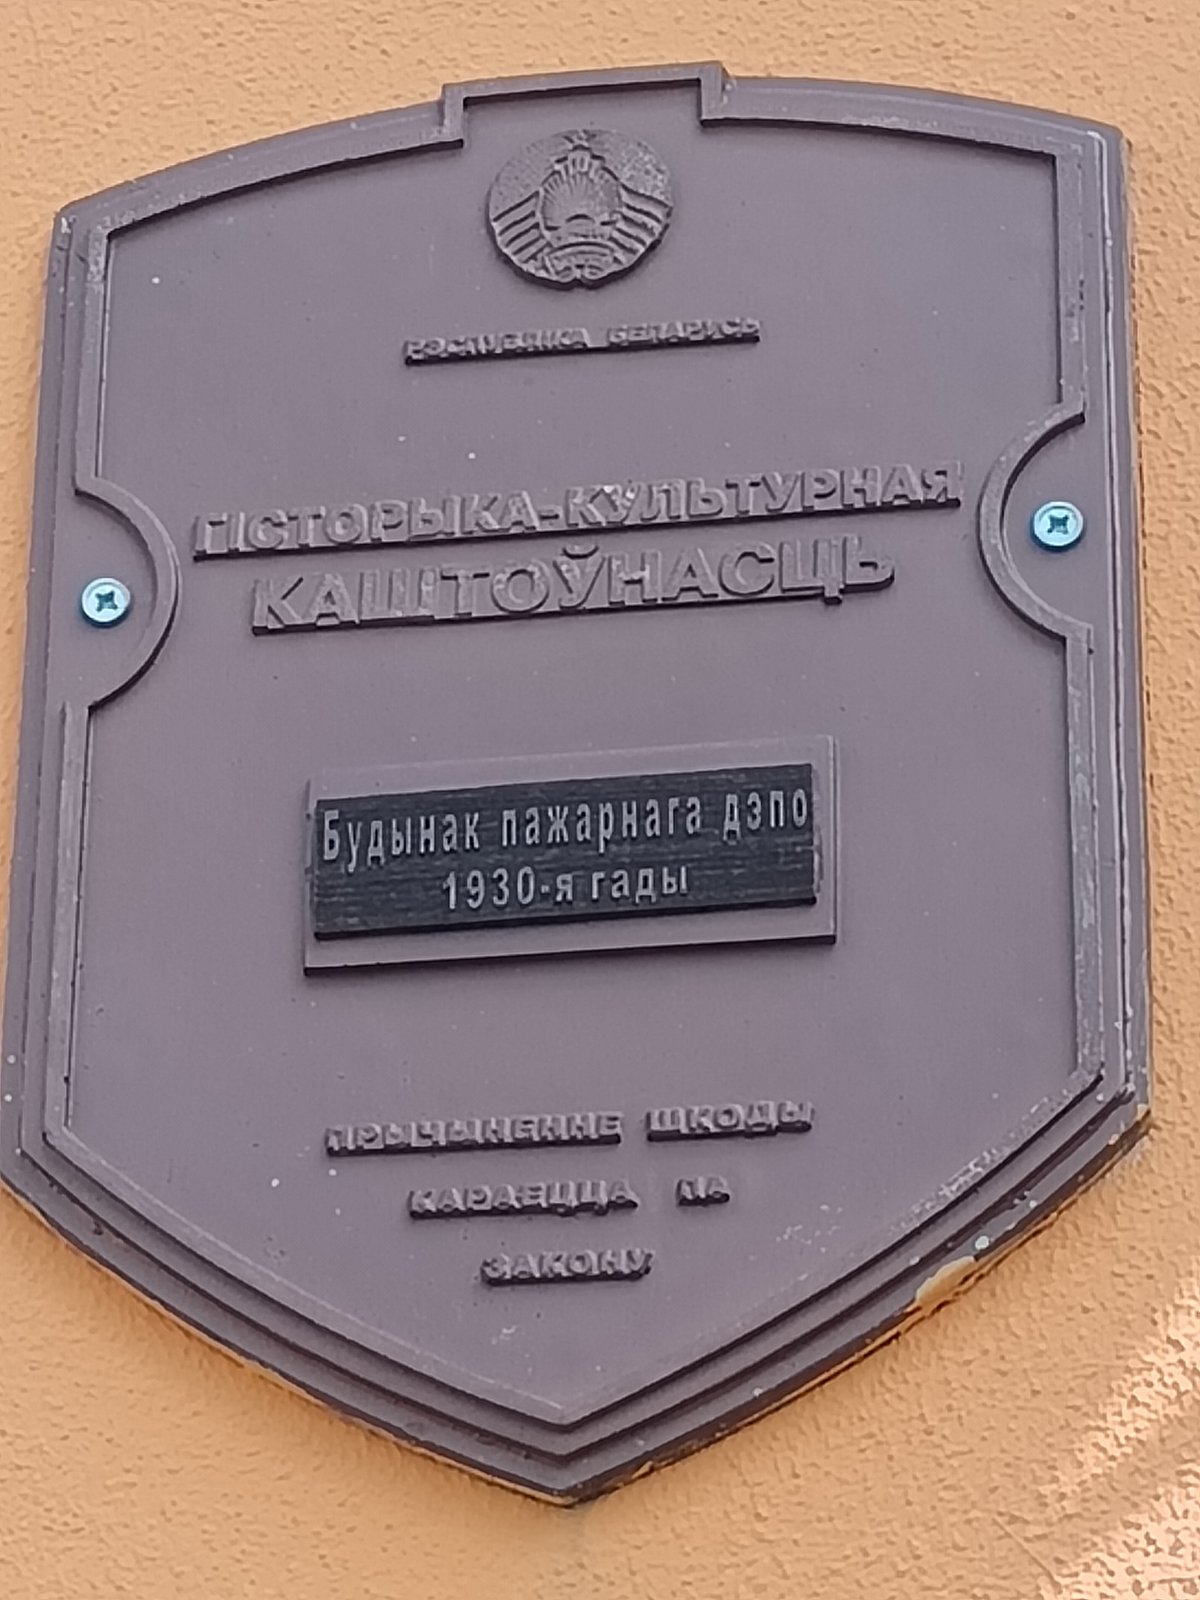 РЭСПУБЛІКА БЕЛАРУСЬ
ГІСТОРЫКА-КУЛЬТУРНАЯ
КАШТОЎНАСЦЬ
Будынак пажарнага дэпо
1930-я гады
ПРЫЧЫНЕННЕ ШКОДЫ
КАРАЕЦЦА ПА
ЗАКОНУ